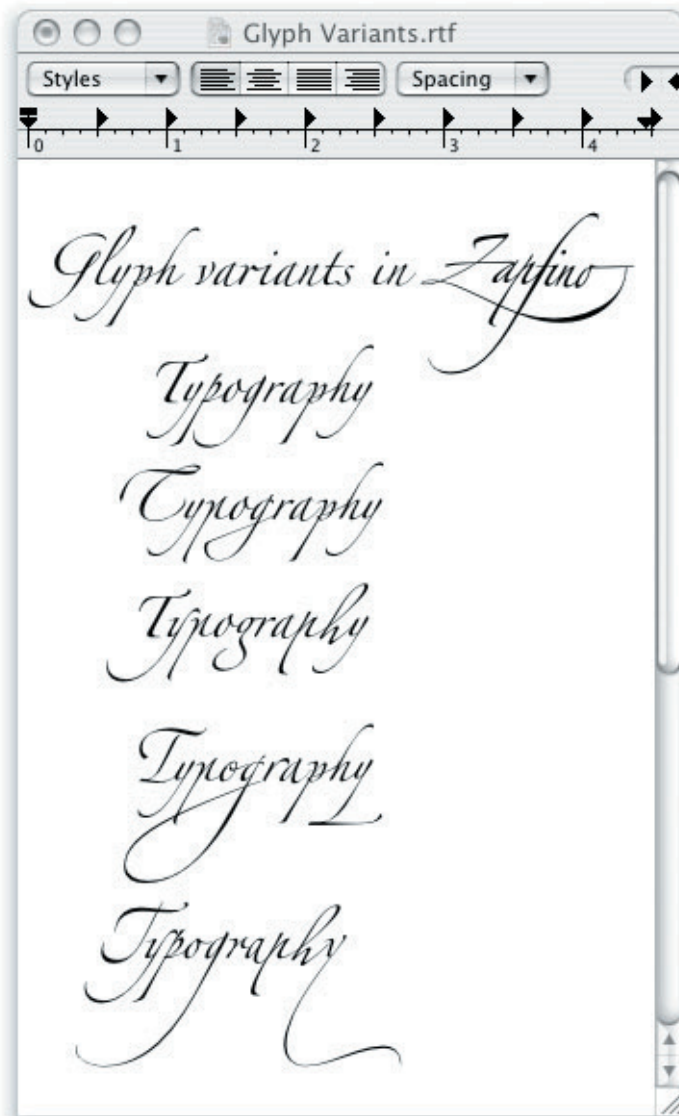 Glyph Variants.rtf
Styles Spacing
0 1 2 3 4
Glyph variants in Zapfino
Typography
Typography
Typography
Typography
Typography